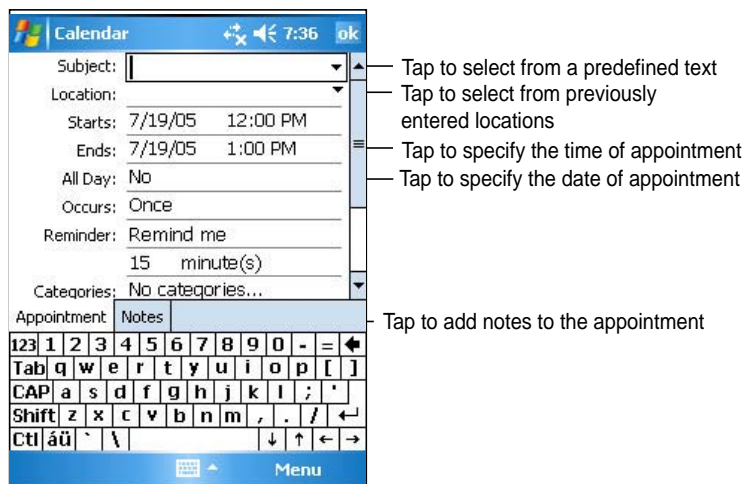 Calendar 7:36 ok
Subject:
Tap to select from a predefined text
Location:
Tap to select from previously
entered locations
Starts: 7/19/05 12:00 PM
Ends: 7/19/05 1:00 PM
Tap to specify the time of appointment
All Day: No
Tap to specify the date of appointment
Occurs: Once
Reminder: Remind me
15 minute(s)
Categories: No categories...
Appointment Notes
Tap to add notes to the appointment
123 1 2 3 4 5 6 7 8 9 0 - =
Tab q w e r t y u i o p [ ]
CAP a s d f g h j k l ; '
Shift z x c v b n m , . /
Ctl áü ` \ ↓ ↑ ← →
Menu